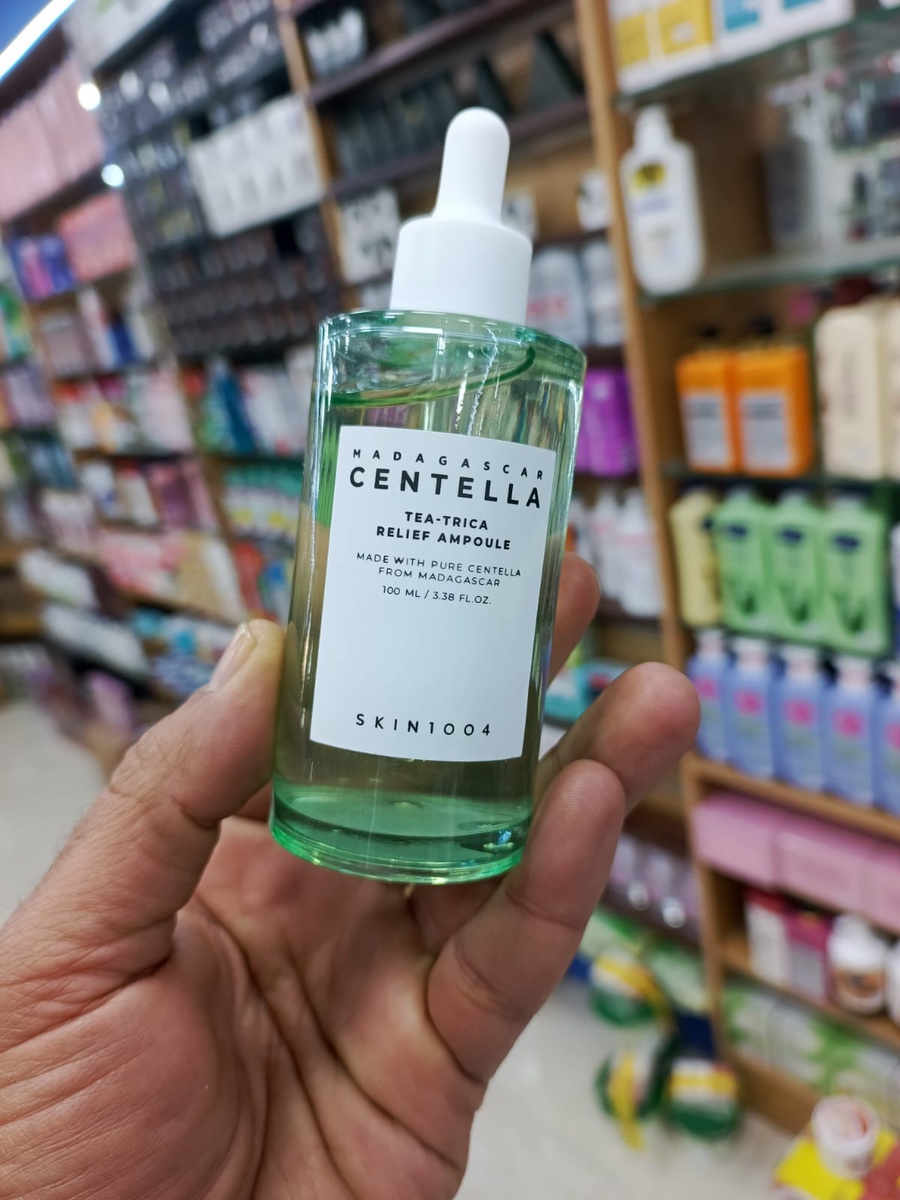 MADAGASCAR
CENTELLA
TEA-TRICA
RELIEF AMPOULE
MADE WITH PURE CENTELLA
FROM MADAGASCAR
100 ML / 3.38 FL.OZ.
SKIN1004